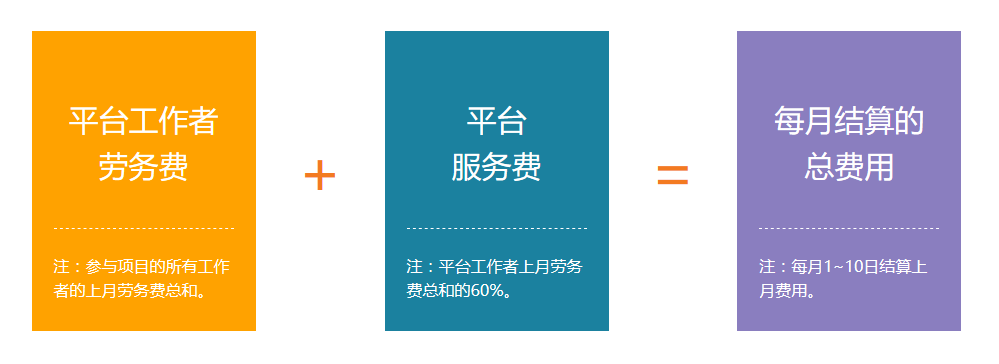 平台工作者
劳务费
注：参与项目的所有工作
者的上月劳务费总和。
+
平台
服务费
注：平台工作者上月劳务
费总和的60%。
=
每月结算的
总费用
注：每月1~10日结算上
月费用。